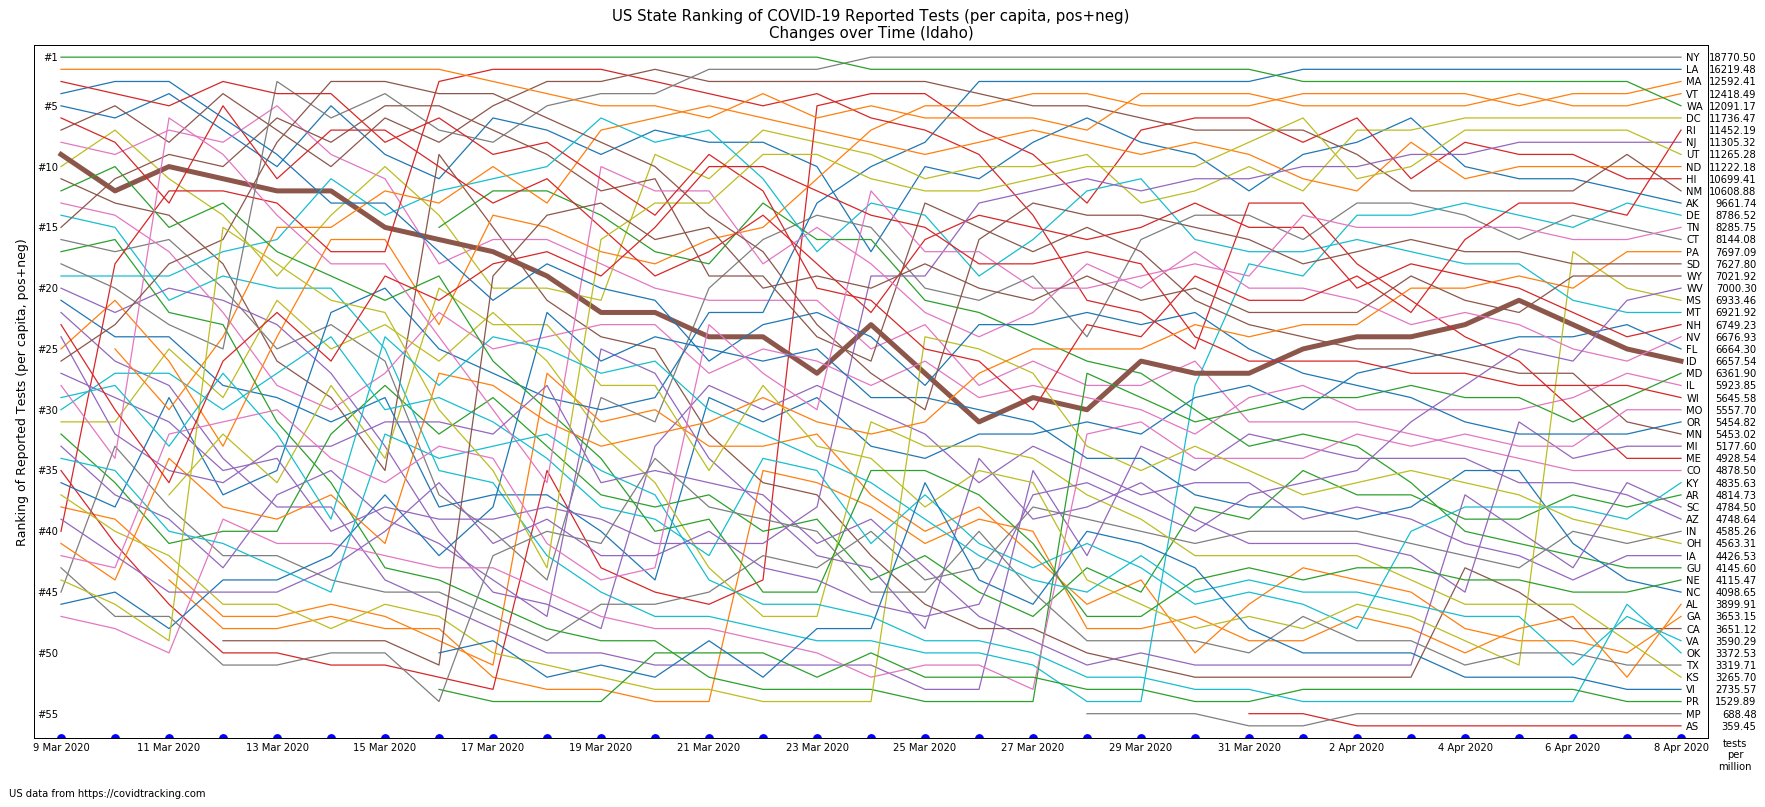 US State Ranking of COVID-19 Reported Tests (per capita, pos+neg)
Changes over Time (Idaho)
Ranking of Reported Tests (per capita, pos+neg)
#1
#5
#10
#15
#20
#25
#30
#35
#40
#45
#50
#55
NY 18770.50
LA 16219.48
MA 12592.41
VT 12418.49
WA 12091.17
DC 11736.47
RI 11452.19
NJ 11305.32
UT 11265.28
ND 11222.18
HI 10699.41
NM 10608.88
AK 9661.74
DE 8786.52
TN 8285.75
CT 8144.08
PA 7697.09
SD 7627.80
WY 7021.92
WV 7000.30
MS 6933.46
MT 6921.92
NH 6749.23
NV 6676.93
FL 6664.30
ID 6657.54
MD 6361.90
IL 5923.85
WI 5645.58
MO 5557.70
OR 5454.82
MN 5453.02
MI 5177.60
ME 4928.54
CO 4878.50
KY 4835.63
AR 4814.73
SC 4784.50
AZ 4748.64
IN 4585.26
OH 4563.31
IA 4426.53
GU 4145.60
NE 4115.47
NC 4098.65
AL 3899.91
GA 3653.15
CA 3651.12
VA 3590.29
OK 3372.53
TX 3319.71
KS 3265.70
VI 2735.57
PR 1529.89
MP 688.48
AS 359.45
9 Mar 2020
11 Mar 2020
13 Mar 2020
15 Mar 2020
17 Mar 2020
19 Mar 2020
21 Mar 2020
23 Mar 2020
25 Mar 2020
27 Mar 2020
29 Mar 2020
31 Mar 2020
2 Apr 2020
4 Apr 2020
6 Apr 2020
8 Apr 2020
tests
per
million
US data from https://covidtracking.com